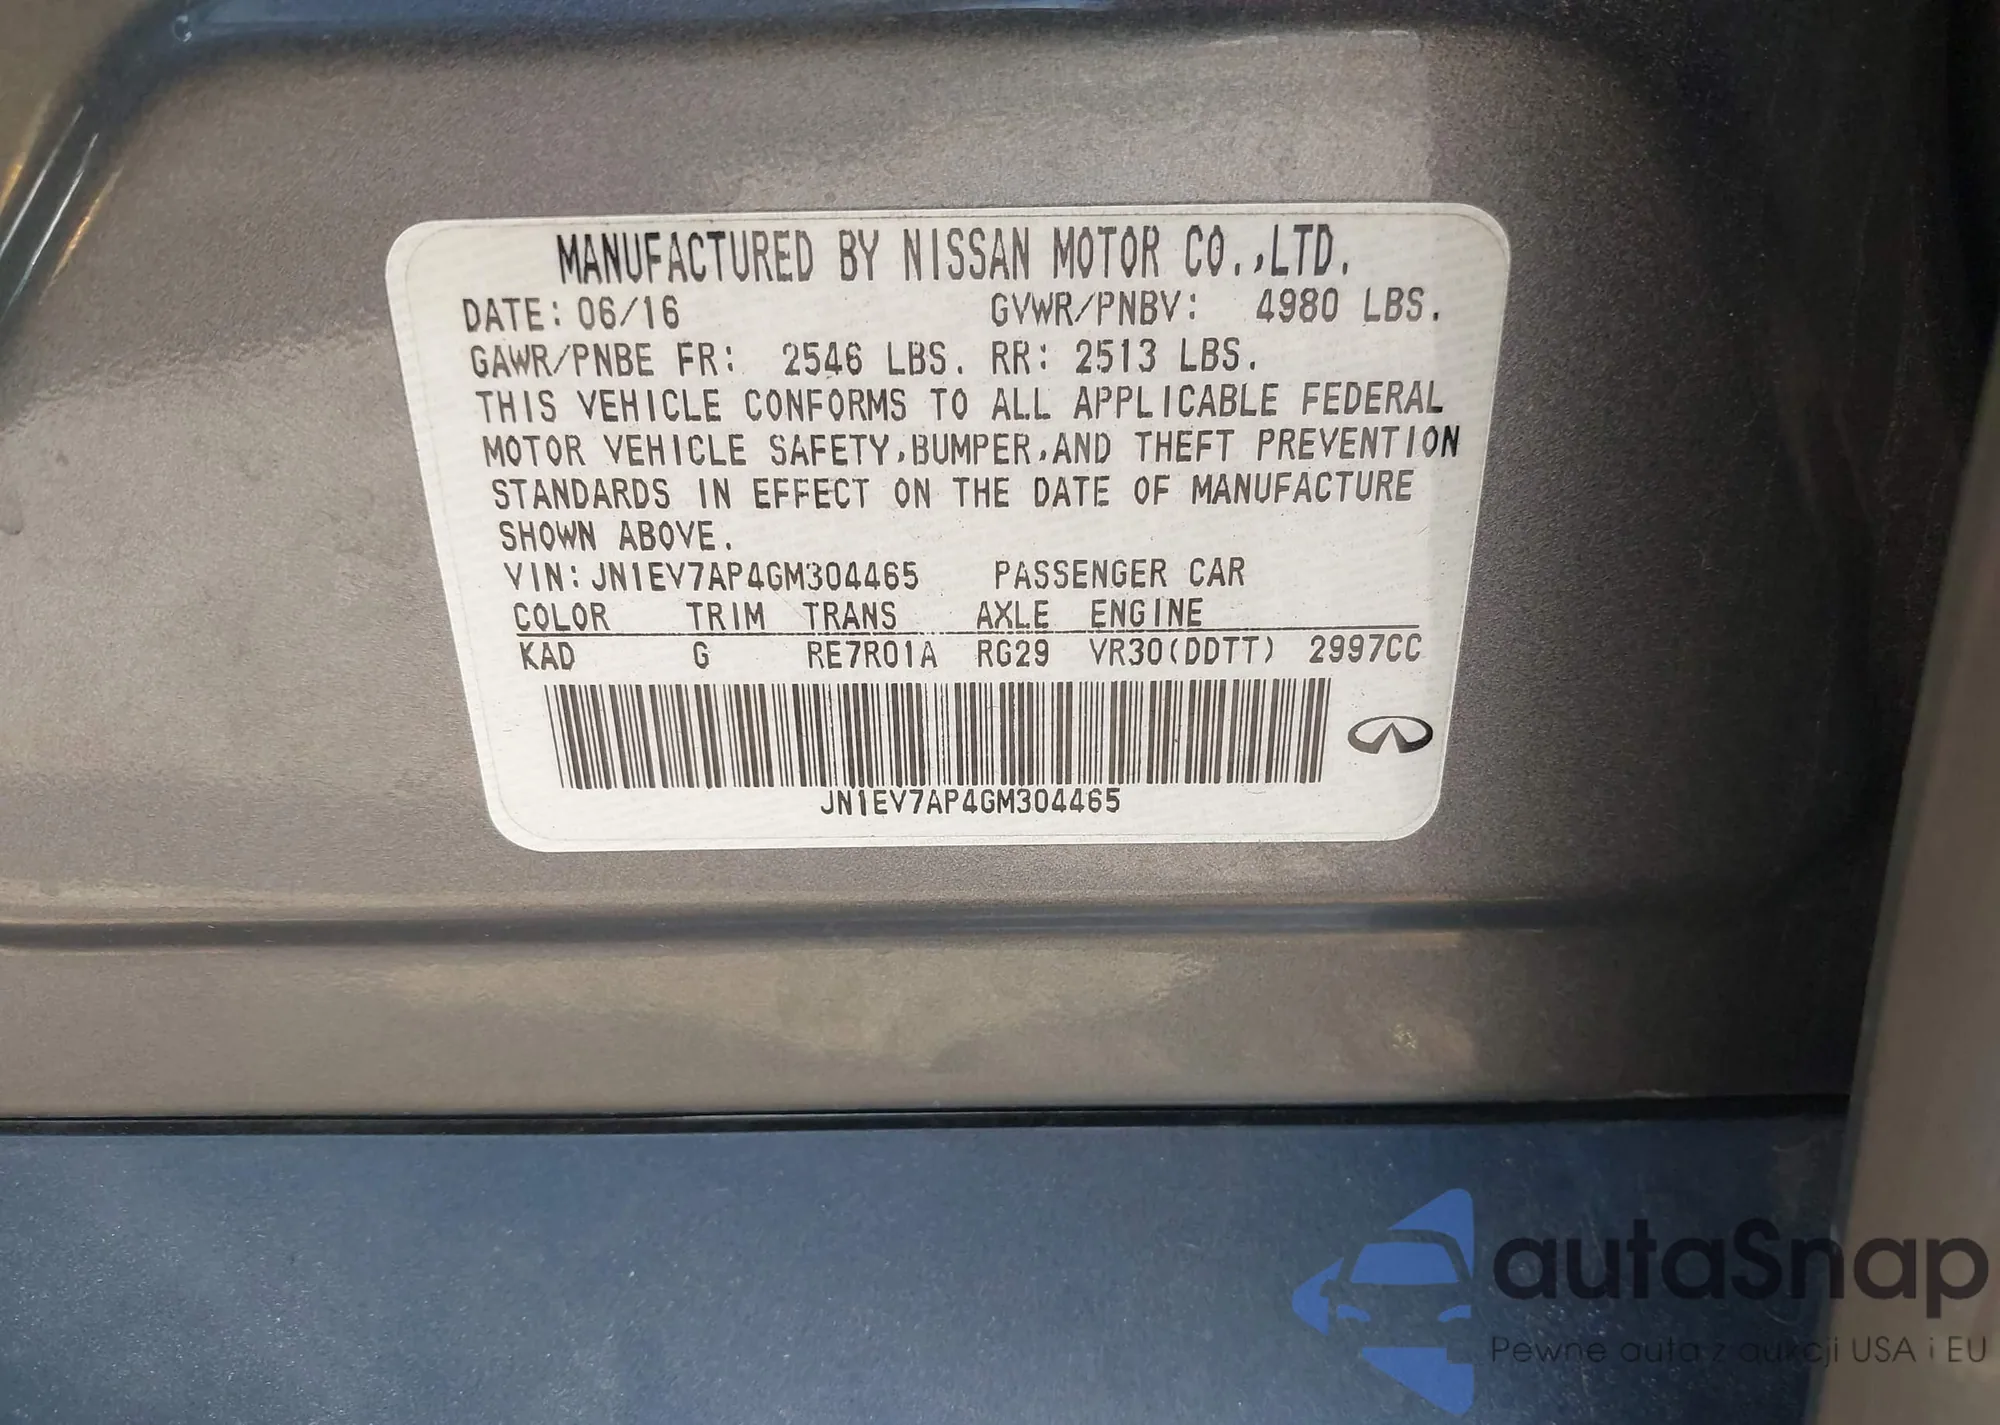 MANUFACTURED BY NISSAN MOTOR CO.,LTD.
DATE: 06/16 GVWR/PNBV: 4980 LBS.
GAWR/PNBE FR: 2546 LBS. RR: 2513 LBS.
THIS VEHICLE CONFORMS TO ALL APPLICABLE FEDERAL
MOTOR VEHICLE SAFETY,BUMPER,AND THEFT PREVENTION
STANDARDS IN EFFECT ON THE DATE OF MANUFACTURE
SHOWN ABOVE.
VIN: JN1EV7AP4GM304465 PASSENGER CAR
COLOR TRIM TRANS AXLE ENGINE
KAD G RE7R01A RG29 VR30(DDTT) 2997CC
JN1EV7AP4GM304465
autaSnap
Pewne auta z aukcji USA i EU